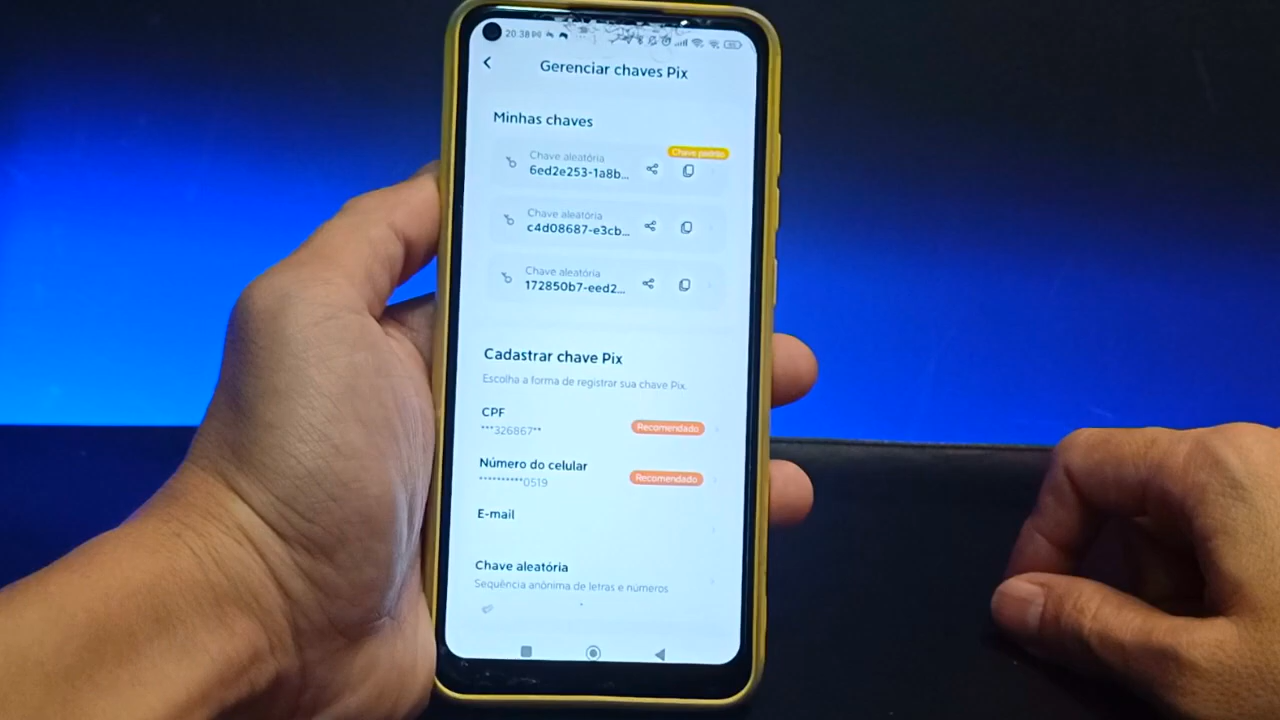 20:38
Gerenciar chaves Pix
Minhas chaves
Chave padrão
Chave aleatória
6ed2e253-1a8b...
Chave aleatória
c4d08687-e3cb...
Chave aleatória
172850b7-eed2...
Cadastrar chave Pix
Escolha a forma de registrar sua chave Pix.
CPF
***326867**
Recomendado
Número do celular
**********0519
Recomendado
E-mail
Chave aleatória
Sequência anônima de letras e números